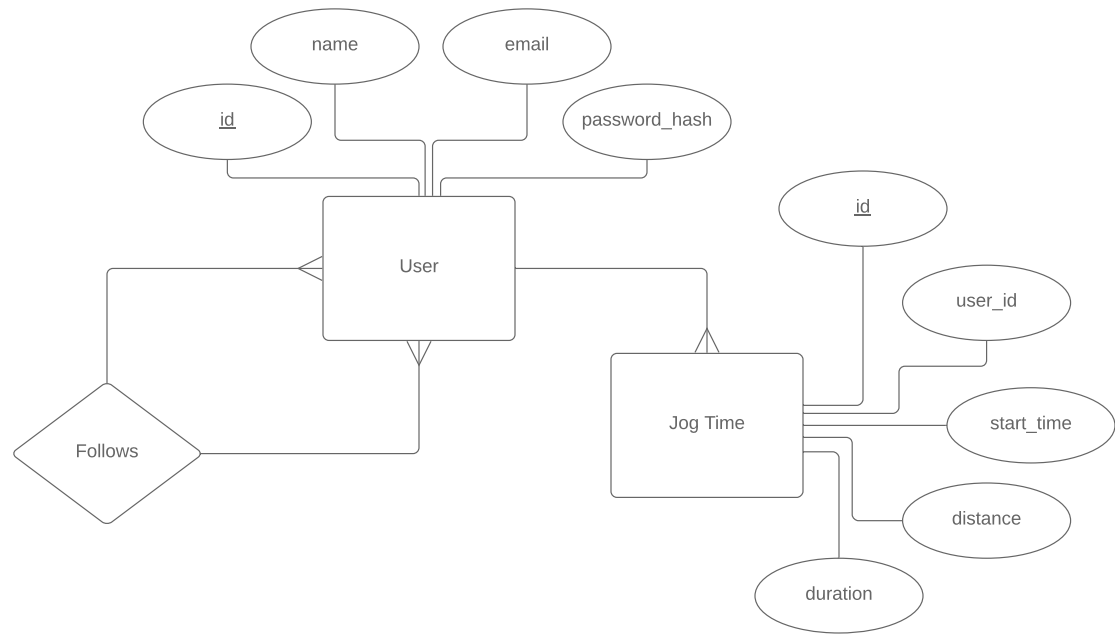 name
email
id
password_hash
id
User
user_id
Jog Time
start_time
Follows
distance
duration